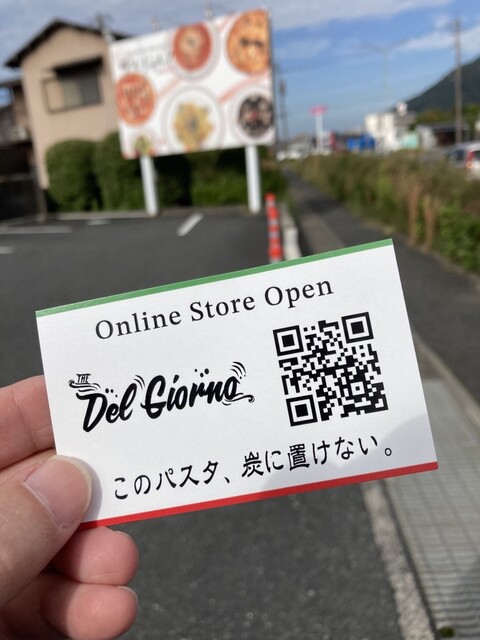 Online Store Open
THE
Del Giorno
このパスタ、炭に置けない。